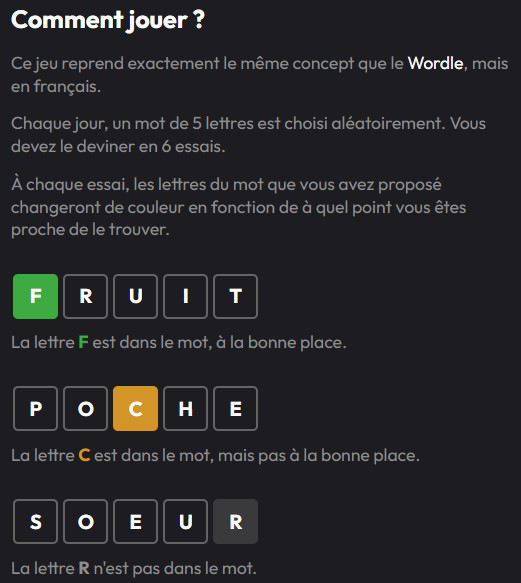 Comment jouer ?
Ce jeu reprend exactement le même concept que le Wordle, mais
en français.
Chaque jour, un mot de 5 lettres est choisi aléatoirement. Vous
devez le deviner en 6 essais.
À chaque essai, les lettres du mot que vous avez proposé
changeront de couleur en fonction de à quel point vous êtes
proche de le trouver.
F R U I T
La lettre F est dans le mot, à la bonne place.
P O C H E
La lettre C est dans le mot, mais pas à la bonne place.
S O E U R
La lettre R n'est pas dans le mot.